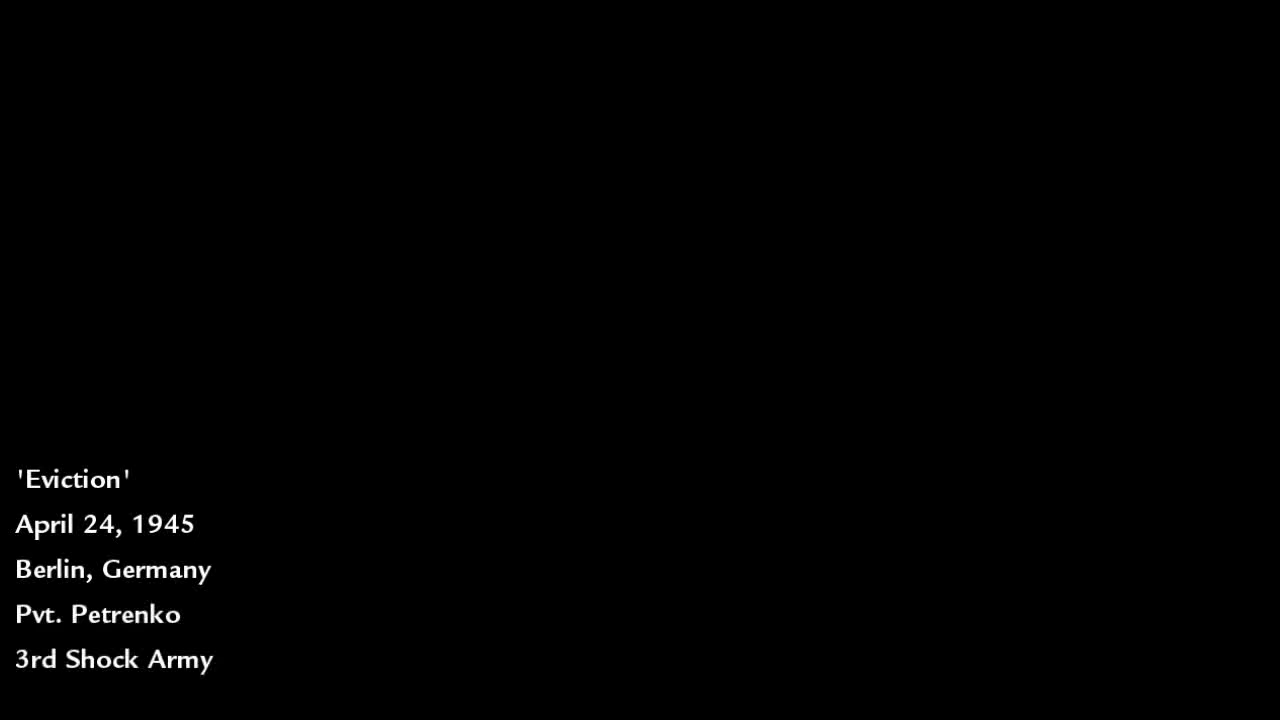 'Eviction'
April 24, 1945
Berlin, Germany
Pvt. Petrenko
3rd Shock Army